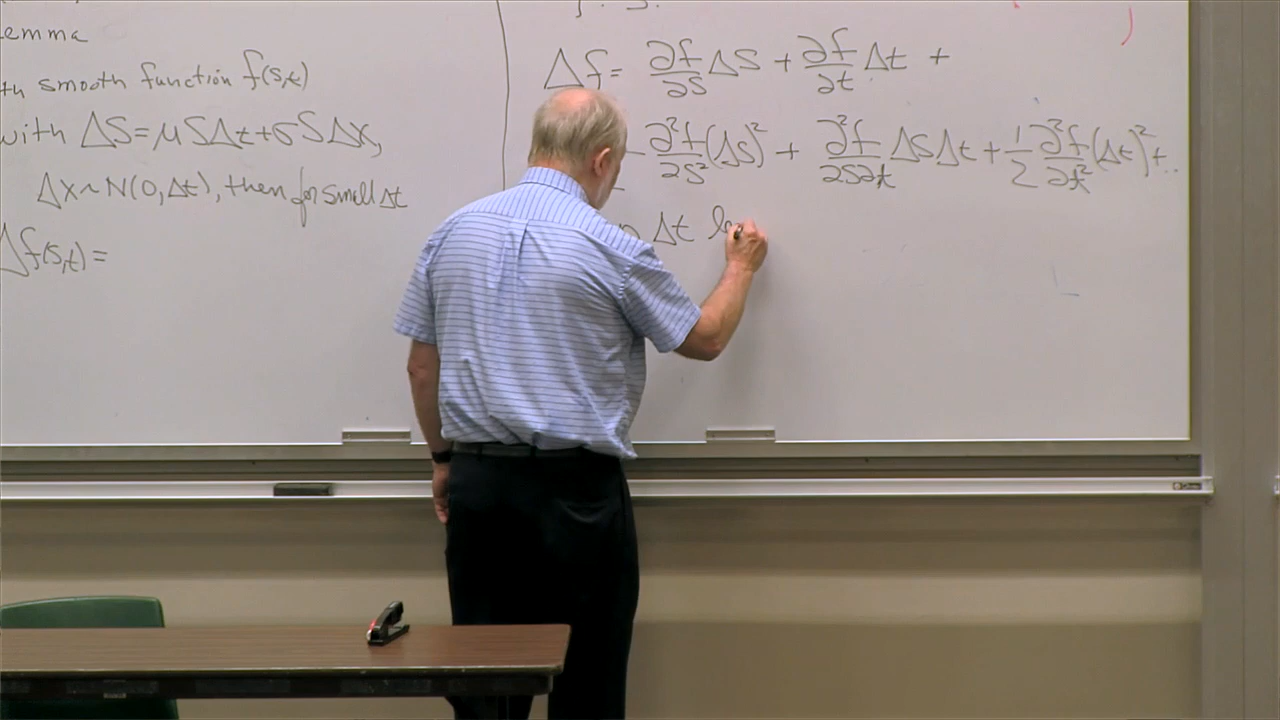 emma
th smooth function f(s,t)
with ΔS = μSΔt + σSΔx,
Δx ~ N(0,Δt), then for small Δt
Δf(s,t) =
Δf = ∂f/∂s Δs + ∂f/∂t Δt +
∂²f/∂s² (Δs)² + ∂²f/∂s∂t ΔsΔt + 1/2 ∂²f/∂t² (Δt)² + ...
Δt